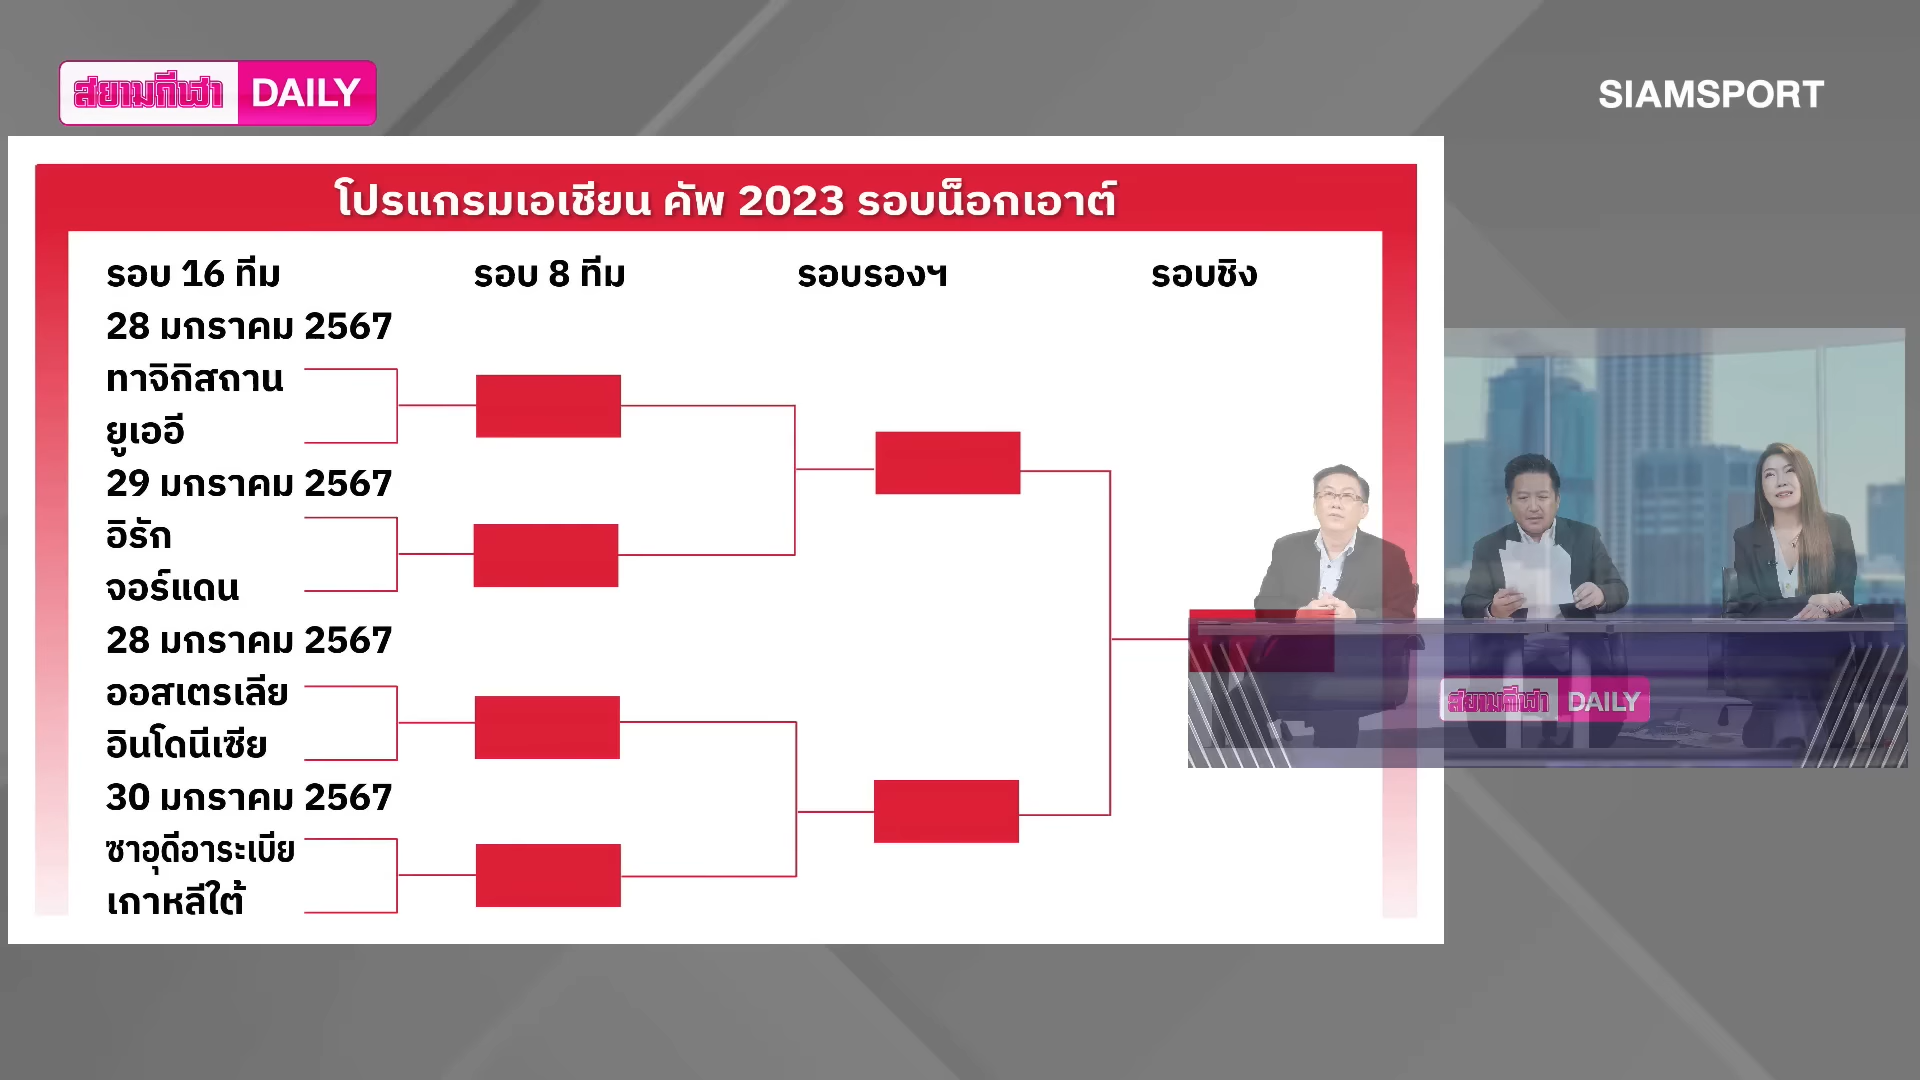 สยามกีฬา DAILY
SIAMSPORT
โปรแกรมเอเชียน คัพ 2023 รอบน็อกเอาต์
รอบ 16 ทีม
รอบ 8 ทีม
รอบรองฯ
รอบชิง
28 มกราคม 2567
ทาจิกิสถาน
ยูเออี
29 มกราคม 2567
อิรัก
จอร์แดน
28 มกราคม 2567
ออสเตรเลีย
อินโดนีเซีย
30 มกราคม 2567
ซาอุดีอาระเบีย
เกาหลีใต้
สยามกีฬา DAILY